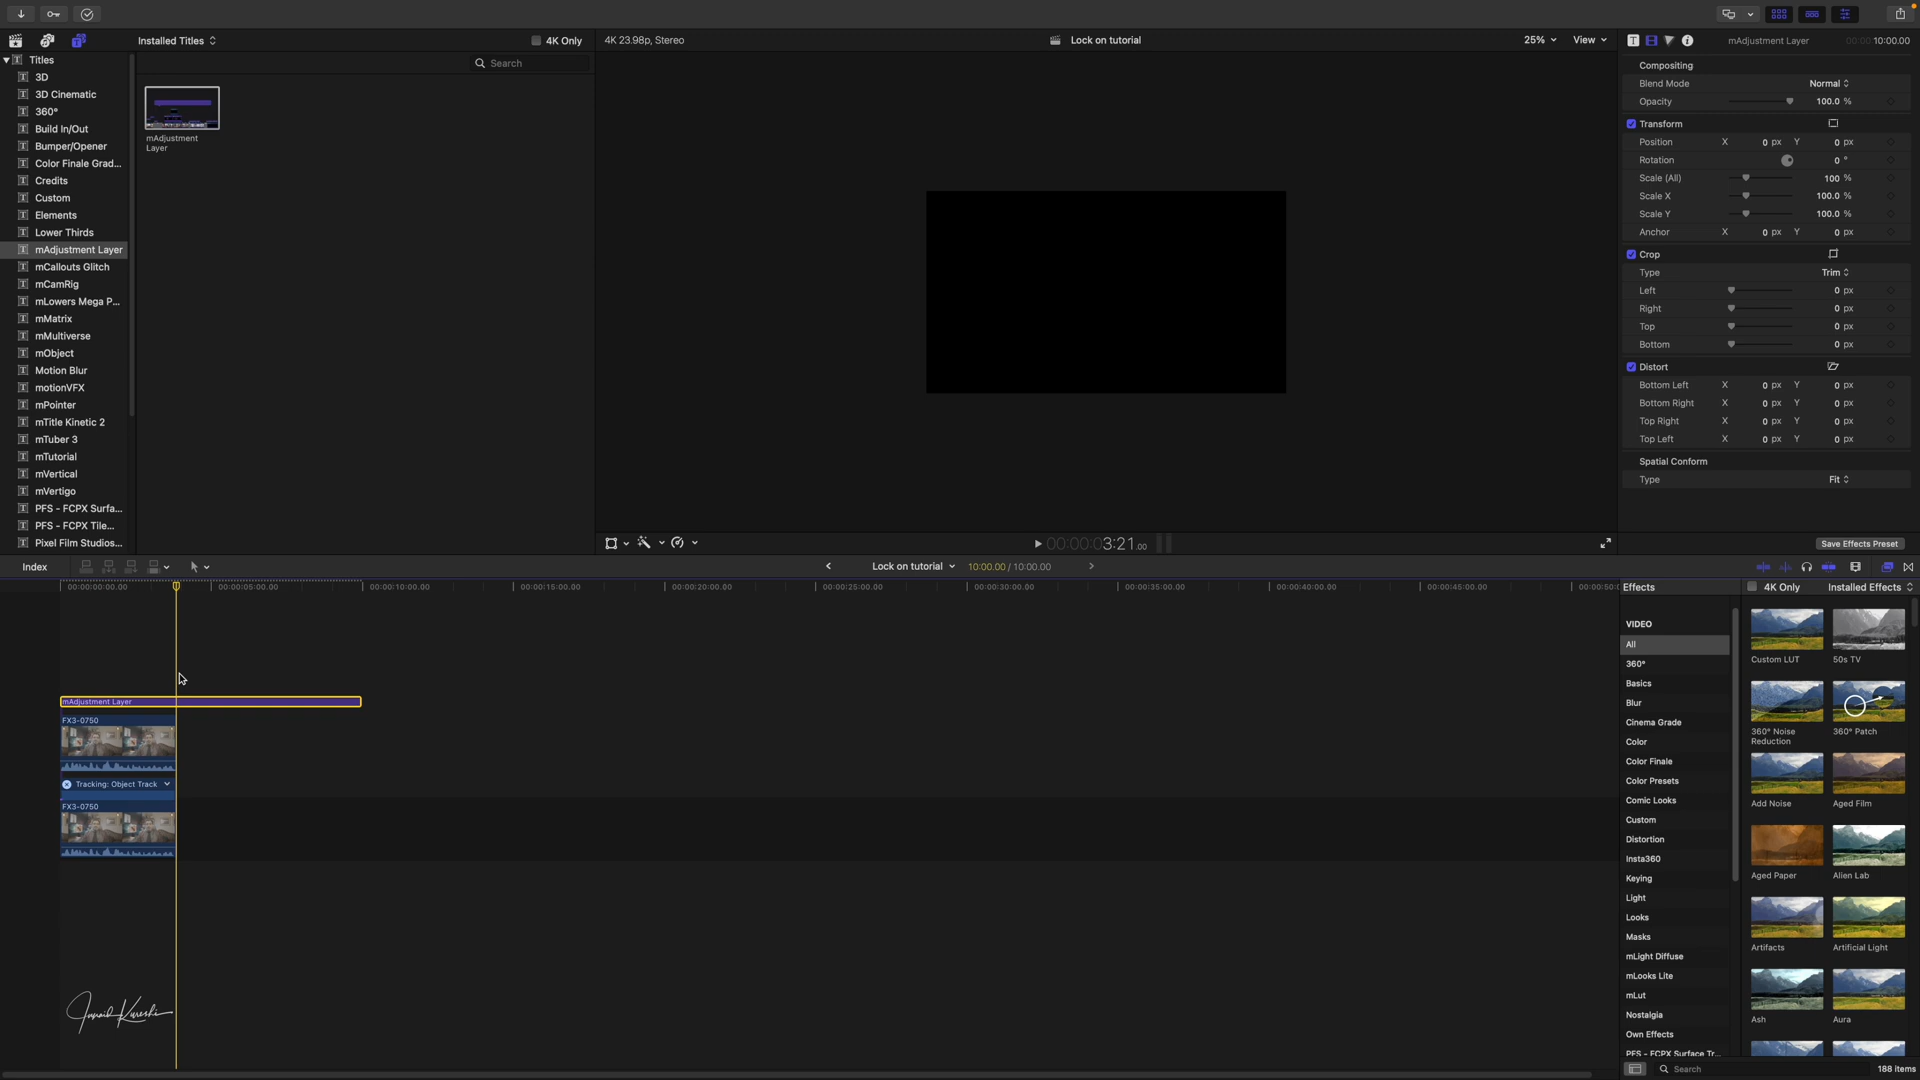 Installed Titles
4K Only
4K 23.98p, Stereo
Lock on tutorial
25%
View
mAdjustment Layer
00:00:10:00.00
Titles
3D
3D Cinematic
360°
Build In/Out
Bumper/Opener
Color Finale Grad...
Credits
Custom
Elements
Lower Thirds
mAdjustment Layer
mCallouts Glitch
mCamRig
mLowers Mega P...
mMatrix
mMultiverse
mObject
Motion Blur
motionVFX
mPointer
mTitle Kinetic 2
mTuber 3
mTutorial
mVertical
mVertigo
PFS - FCPX Surfa...
PFS - FCPX Tile...
Pixel Film Studios...
Search
mAdjustment
Layer
00:00:03:21.00
Compositing
Blend Mode Normal
Opacity 100.0 %
Transform
Position X 0 px Y 0 px
Rotation 0 °
Scale (All) 100 %
Scale X 100.0 %
Scale Y 100.0 %
Anchor X 0 px Y 0 px
Crop
Type Trim
Left 0 px
Right 0 px
Top 0 px
Bottom 0 px
Distort
Bottom Left X 0 px Y 0 px
Bottom Right X 0 px Y 0 px
Top Right X 0 px Y 0 px
Top Left X 0 px Y 0 px
Spatial Conform
Type Fit
Save Effects Preset
Index
Lock on tutorial
10:00.00 / 10:00.00
00:00:00:00.00
00:00:05:00.00
00:00:10:00.00
00:00:15:00.00
00:00:20:00.00
00:00:25:00.00
00:00:30:00.00
00:00:35:00.00
00:00:40:00.00
00:00:45:00.00
00:00:50:0
mAdjustment Layer
FX3-0750
Tracking: Object Track
FX3-0750
Junaid Kureshi
Effects
4K Only
Installed Effects
VIDEO
All
360°
Basics
Blur
Cinema Grade
Color
Color Finale
Color Presets
Comic Looks
Custom
Distortion
Insta360
Keying
Light
Looks
Masks
mLight Diffuse
mLooks Lite
mLut
Nostalgia
Own Effects
PFS - FCPX Surface Tr...
Custom LUT
50s TV
360° Noise
Reduction
360° Patch
Add Noise
Aged Film
Aged Paper
Alien Lab
Artifacts
Artificial Light
Ash
Aura
Search
188 items